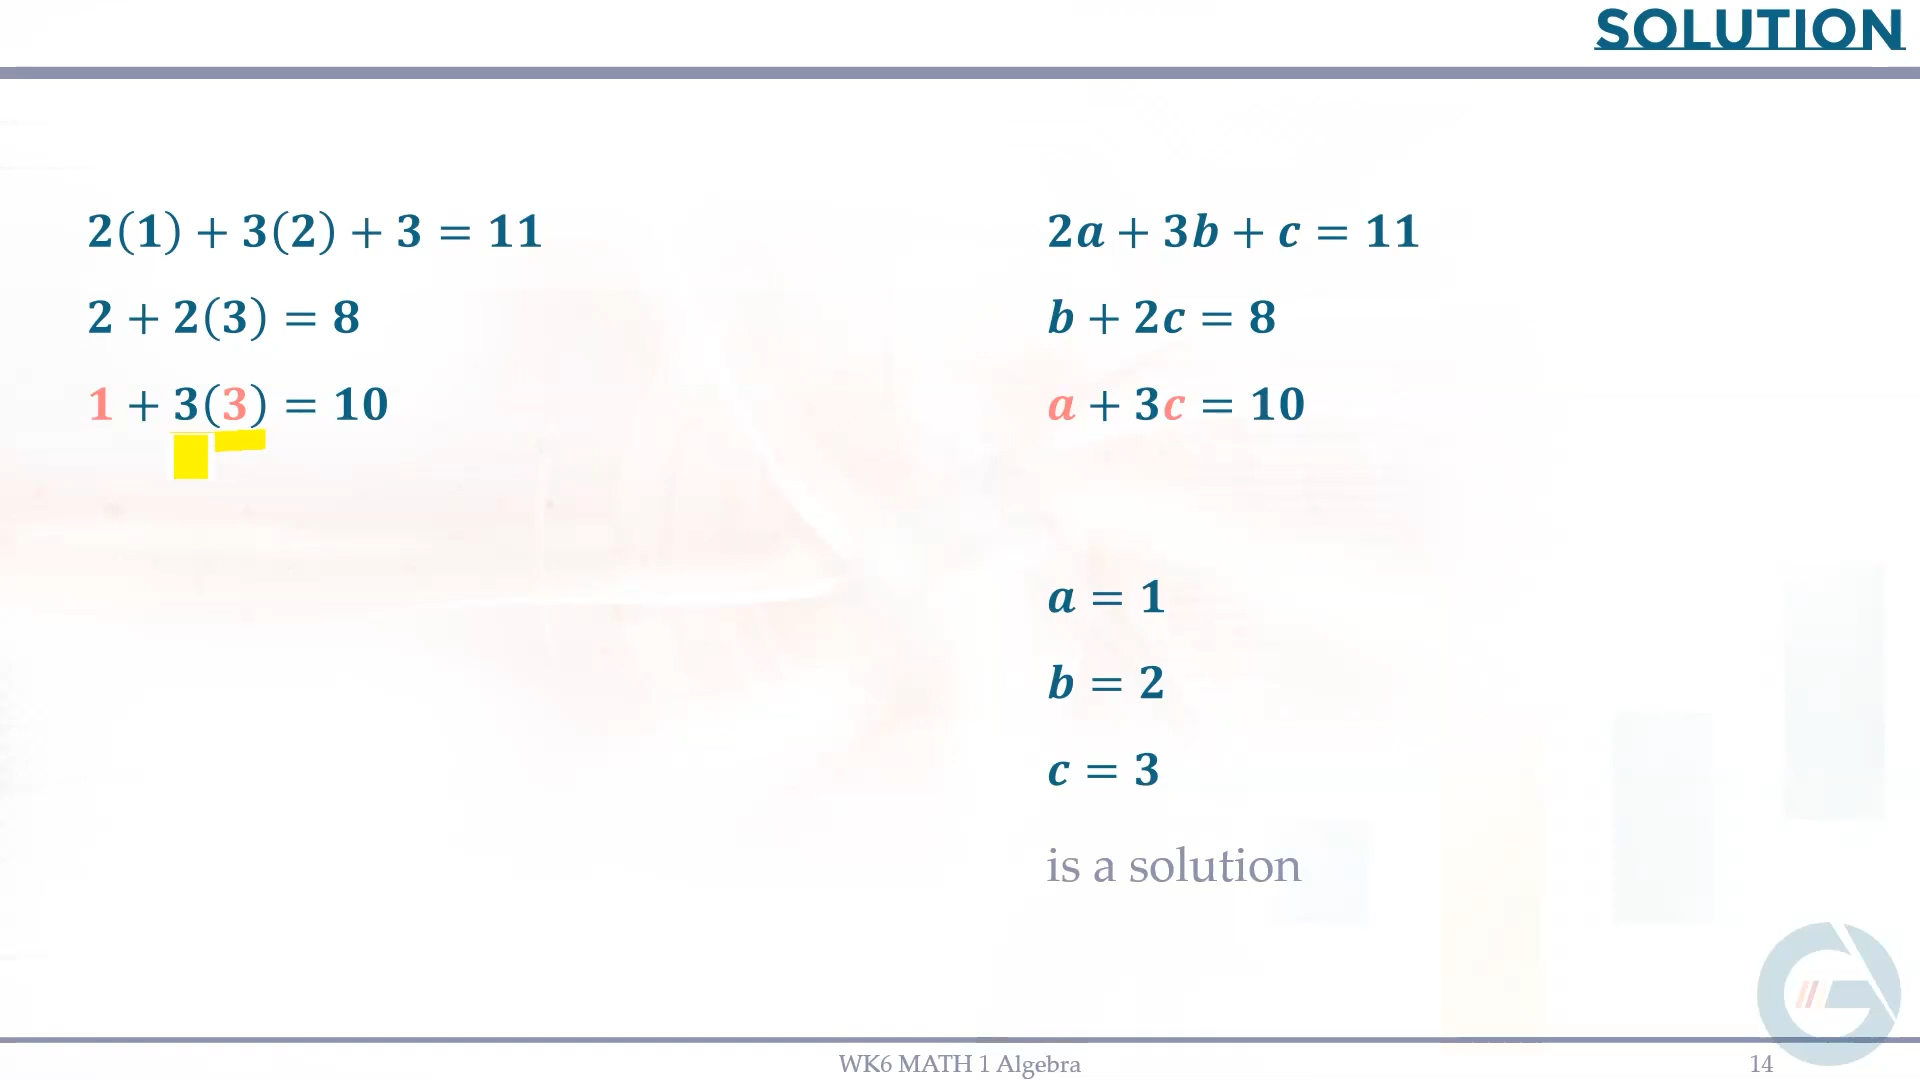 SOLUTION
2(1) + 3(2) + 3 = 11
2 + 2(3) = 8
1 + 3(3) = 10
2a + 3b + c = 11
b + 2c = 8
a + 3c = 10
a = 1
b = 2
c = 3
is a solution
WK6 MATH 1 Algebra
14